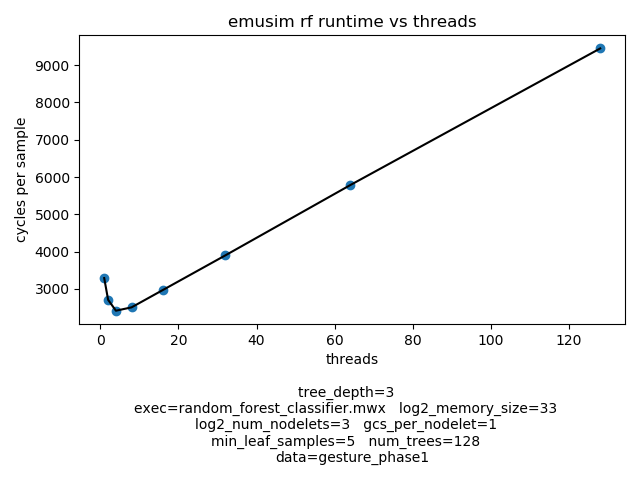 emusim rf runtime vs threads
9000
8000
7000
6000
5000
4000
3000
cycles per sample
0 20 40 60 80 100 120
threads
tree_depth=3
exec=random_forest_classifier.mwx log2_memory_size=33
log2_num_nodelets=3 gcs_per_nodelet=1
min_leaf_samples=5 num_trees=128
data=gesture_phase1